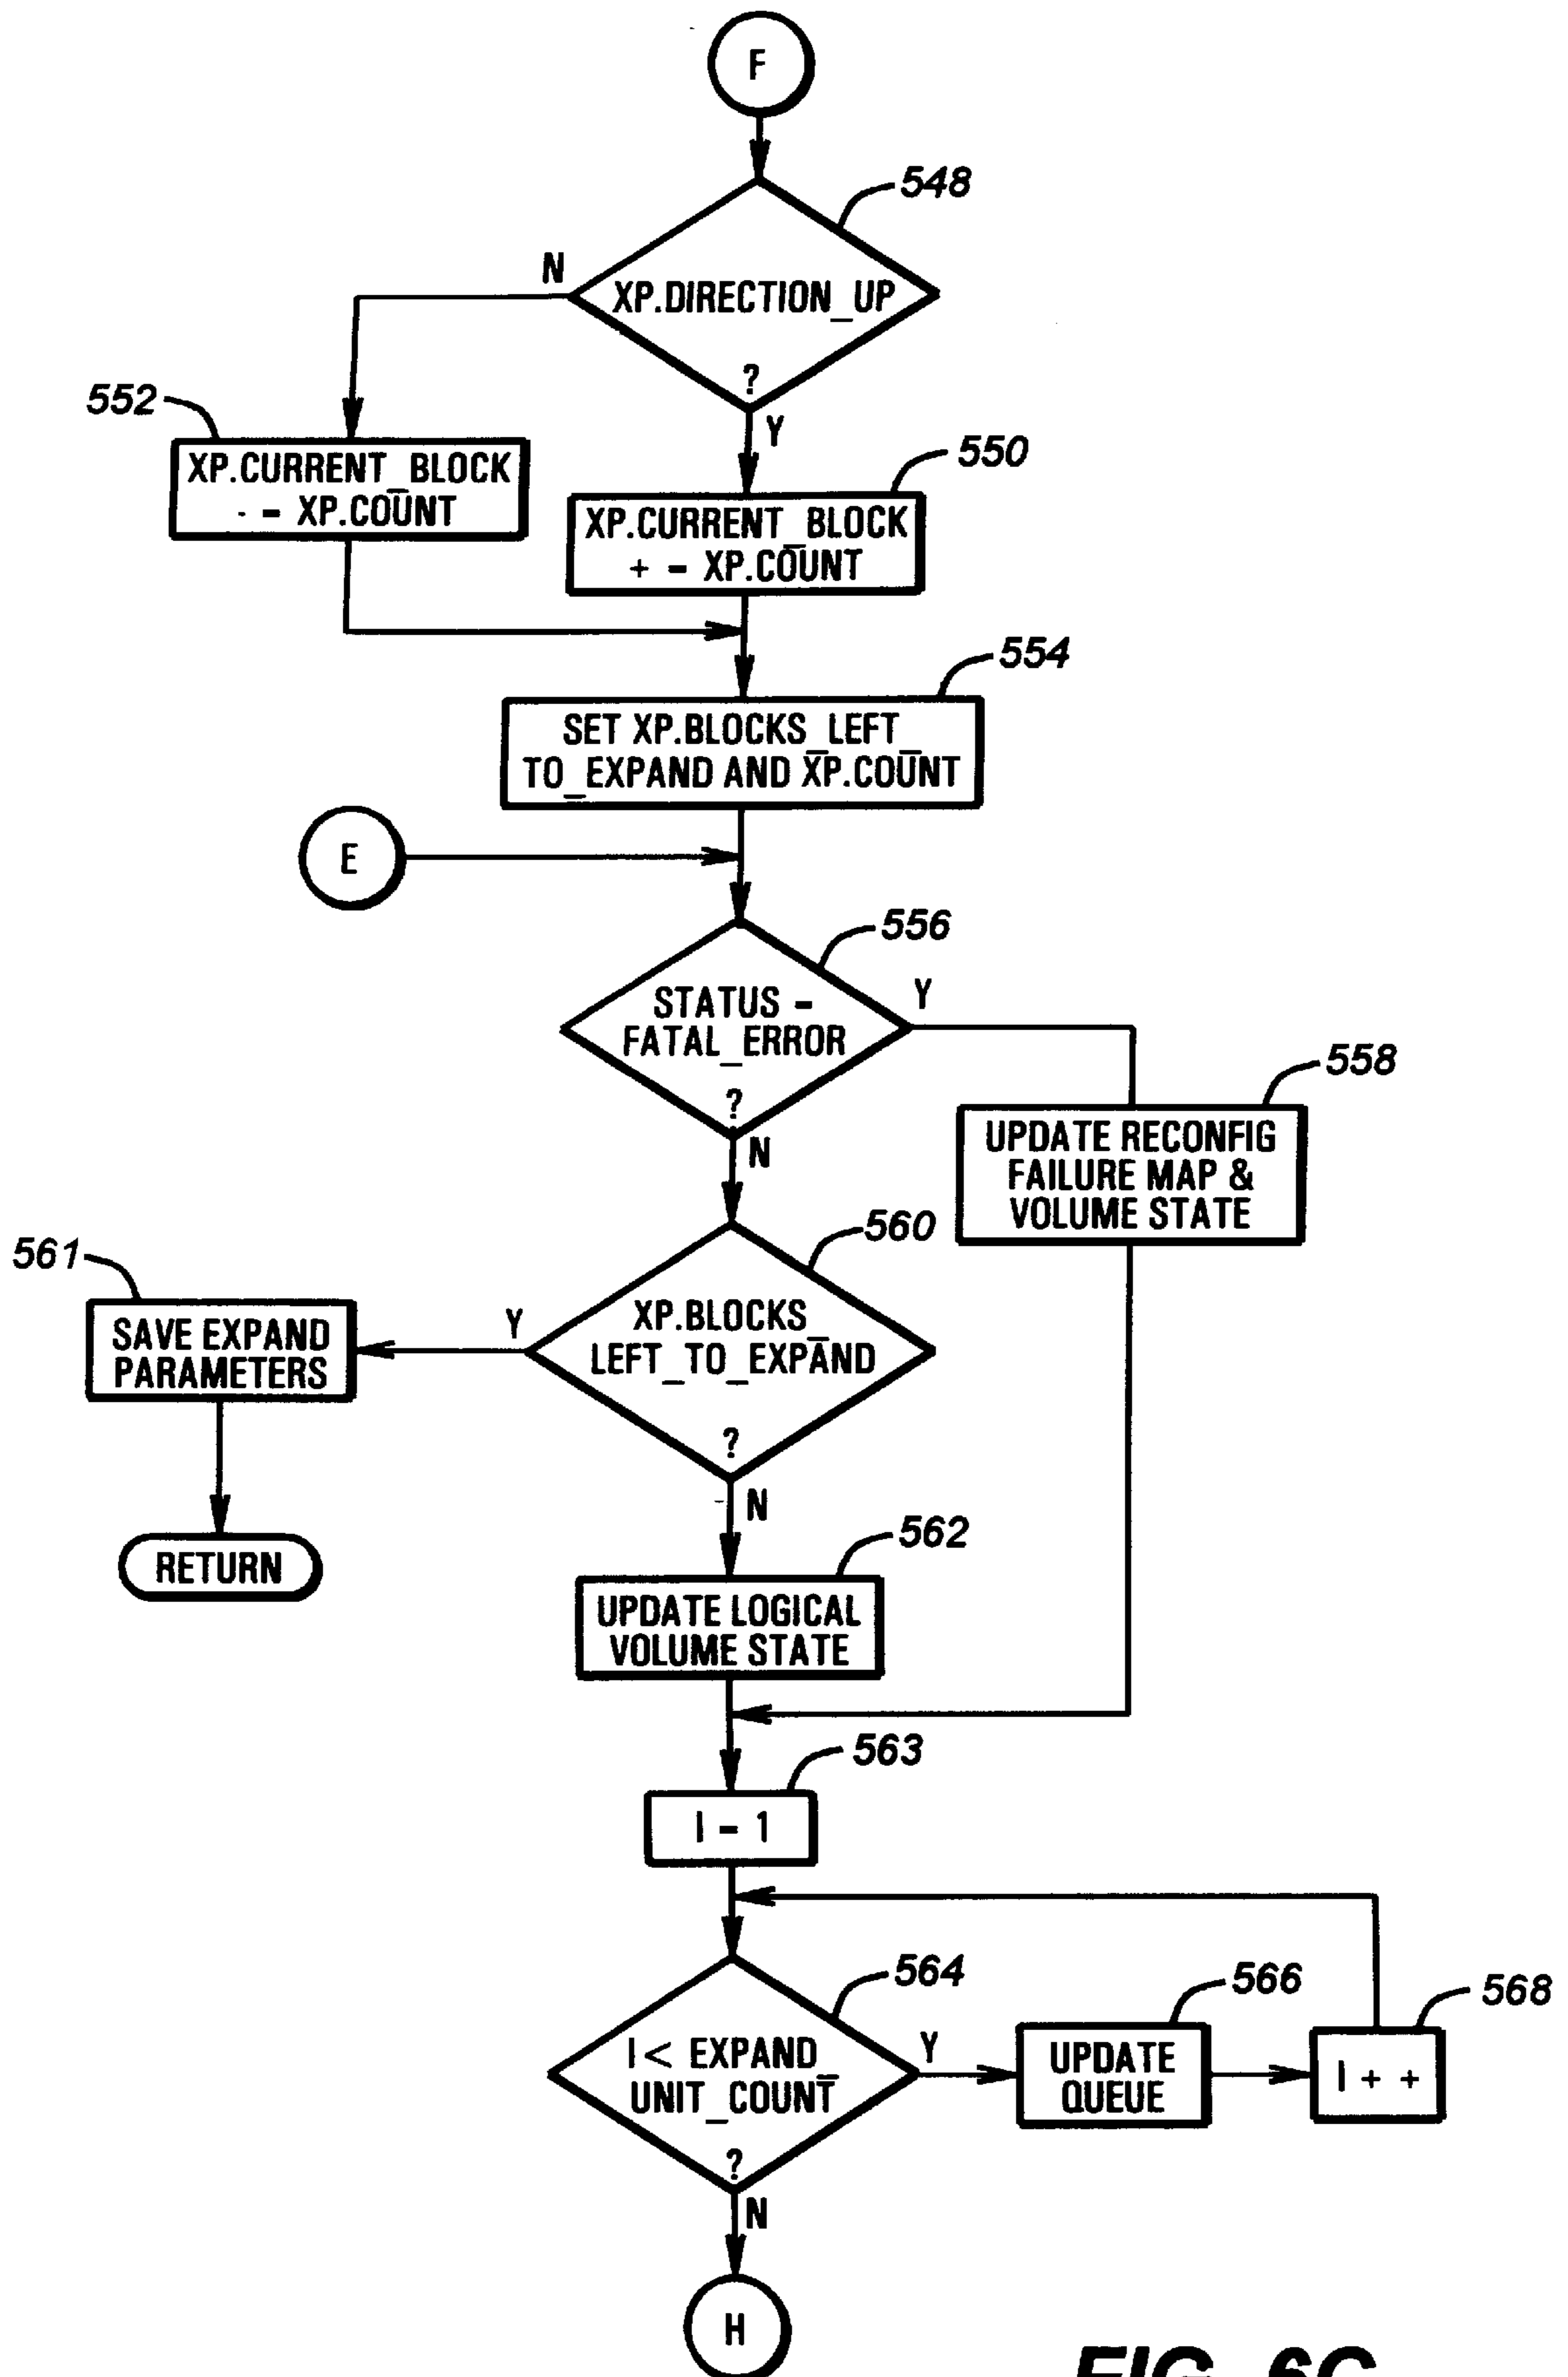 F
548
N
XP.DIRECTION_UP
?
Y
552
XP.CURRENT_BLOCK
- = XP.COUNT
550
XP.CURRENT_BLOCK
+ = XP.COUNT
554
SET XP.BLOCKS_LEFT_
TO_EXPAND AND XP.COUNT
E
556
STATUS =
FATAL_ERROR
?
Y
N
558
UPDATE RECONFIG
FAILURE MAP &
VOLUME STATE
560
XP.BLOCKS_
LEFT_TO_EXPAND
?
Y
N
561
SAVE EXPAND
PARAMETERS
RETURN
562
UPDATE LOGICAL
VOLUME STATE
563
I = 1
564
I < EXPAND_
UNIT_COUNT
?
Y
N
566
UPDATE
QUEUE
568
I + +
H
FIG. 6C